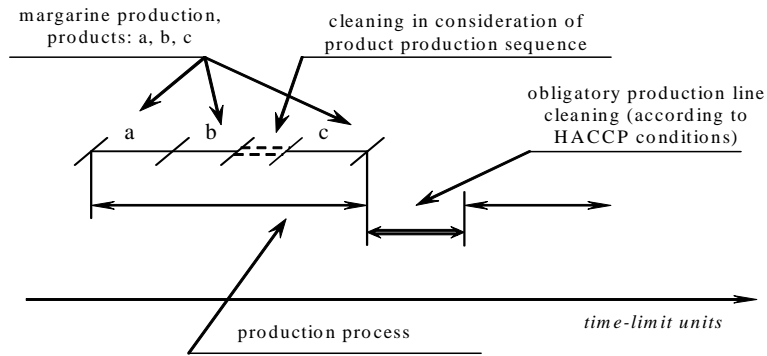 margarine production,
products: a, b, c
cleaning in consideration of
product production sequence
obligatory production line
cleaning (according to
HACCP conditions)
a
b
c
time-limit units
production process